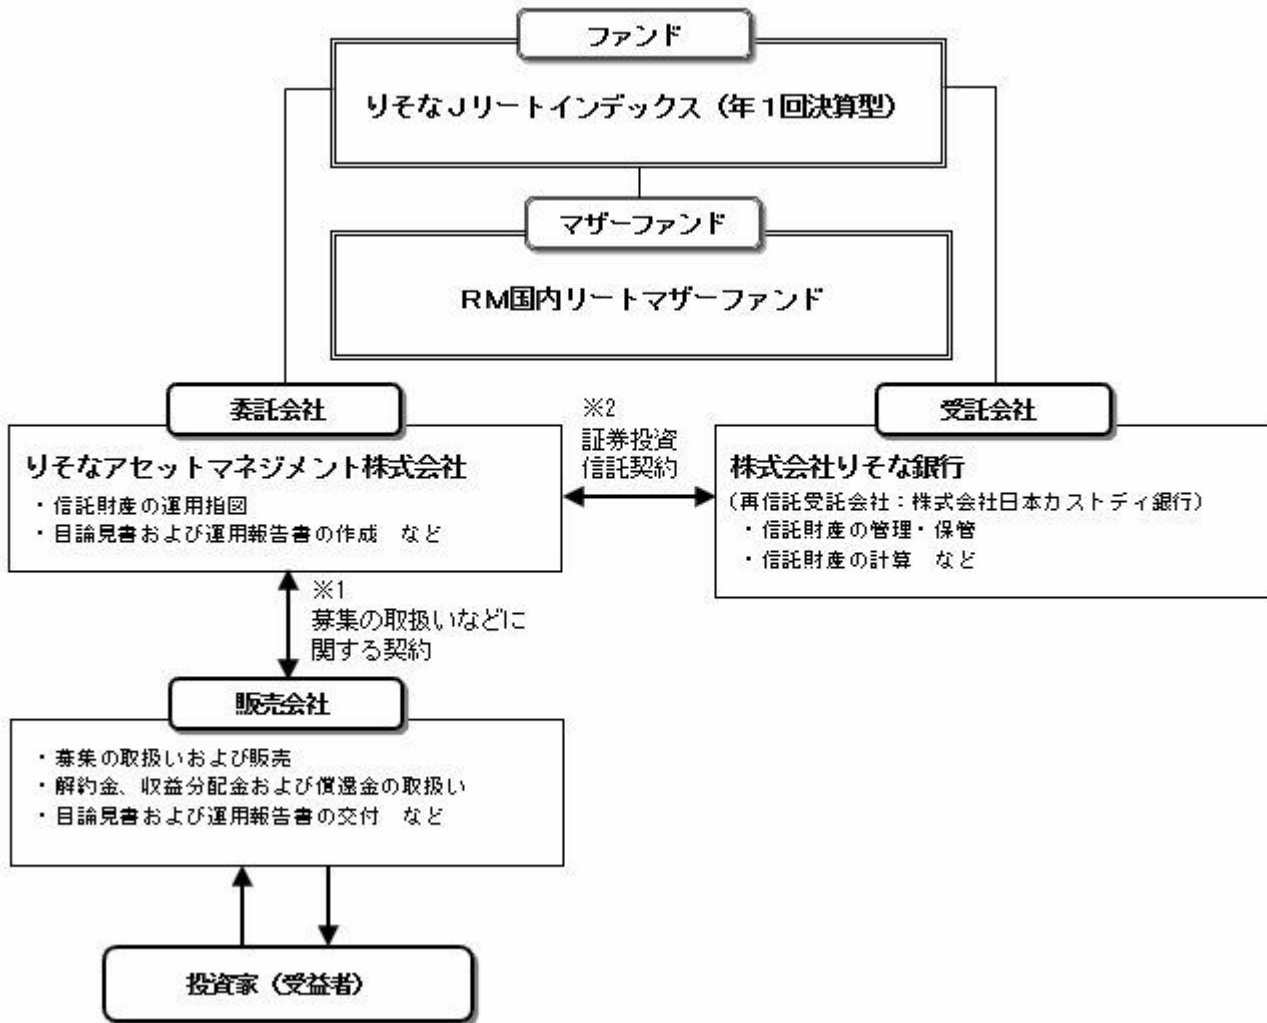 ファンド
りそなJリートインデックス（年1回決算型）
マザーファンド
RM国内リートマザーファンド
委託会社
りそなアセットマネジメント株式会社
・信託財産の運用指図
・目論見書および運用報告書の作成　など
※2
証券投資
信託契約
受託会社
株式会社りそな銀行
（再信託受託会社：株式会社日本カストディ銀行）
・信託財産の管理・保管
・信託財産の計算　など
※1
募集の取扱いなどに
関する契約
販売会社
・募集の取扱いおよび販売
・解約金、収益分配金および償還金の取扱い
・目論見書および運用報告書の交付　など
投資家（受益者）